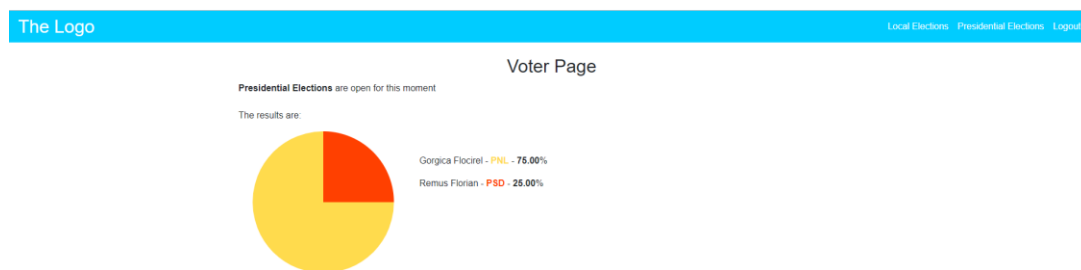 The Logo
Local Elections Presidential Elections Logout
Voter Page
Presidential Elections are open for this moment
The results are:
Gorgica Flocirel - PNL - 75.00%
Remus Florian - PSD - 25.00%